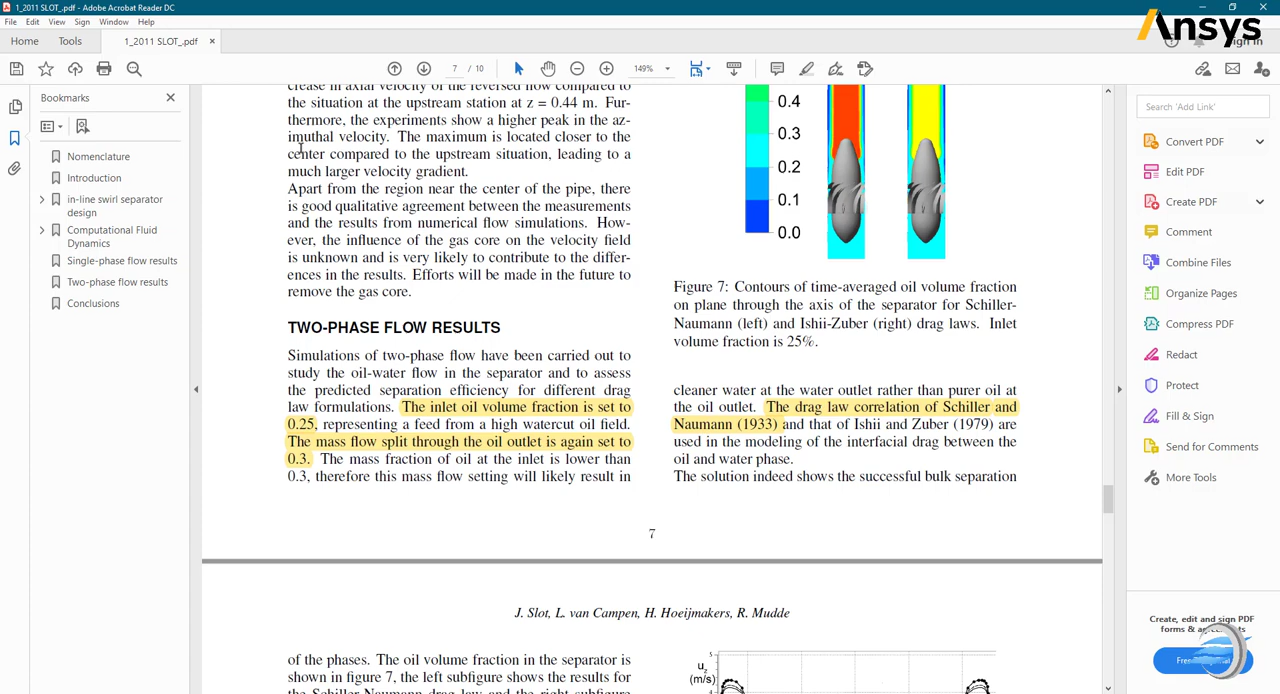 1_2011 SLOT_.pdf - Adobe Acrobat Reader DC
File Edit View Sign Window Help
Ansys
Home Tools 1_2011 SLOT_.pdf ×
Sign In
7 / 10 149%
Bookmarks
Nomenclature
Introduction
in-line swirl separator
design
Computational Fluid
Dynamics
Single-phase flow results
Two-phase flow results
Conclusions
crease in axial velocity of the reversed flow compared to
the situation at the upstream station at z = 0.44 m. Fur-
thermore, the experiments show a higher peak in the az-
imuthal velocity. The maximum is located closer to the
center compared to the upstream situation, leading to a
much larger velocity gradient.
Apart from the region near the center of the pipe, there
is good qualitative agreement between the measurements
and the results from numerical flow simulations. How-
ever, the influence of the gas core on the velocity field
is unknown and is very likely to contribute to the differ-
ences in the results. Efforts will be made in the future to
remove the gas core.
TWO-PHASE FLOW RESULTS
Simulations of two-phase flow have been carried out to
study the oil-water flow in the separator and to assess
the predicted separation efficiency for different drag
law formulations. The inlet oil volume fraction is set to
0.25, representing a feed from a high watercut oil field.
The mass flow split through the oil outlet is again set to
0.3. The mass fraction of oil at the inlet is lower than
0.3, therefore this mass flow setting will likely result in
0.4
0.3
0.2
0.1
0.0
Figure 7: Contours of time-averaged oil volume fraction
on plane through the axis of the separator for Schiller-
Naumann (left) and Ishii-Zuber (right) drag laws. Inlet
volume fraction is 25%.
cleaner water at the water outlet rather than purer oil at
the oil outlet. The drag law correlation of Schiller and
Naumann (1933) and that of Ishii and Zuber (1979) are
used in the modeling of the interfacial drag between the
oil and water phase.
The solution indeed shows the successful bulk separation
7
J. Slot, L. van Campen, H. Hoeijmakers, R. Mudde
of the phases. The oil volume fraction in the separator is
shown in figure 7, the left subfigure shows the results for
the Schiller-Naumann drag law and the right subfigure
5
u_z
(m/s)
4
Search 'Add Link'
Convert PDF
Edit PDF
Create PDF
Comment
Combine Files
Organize Pages
Compress PDF
Redact
Protect
Fill & Sign
Send for Comments
More Tools
Create, edit and sign PDF
forms &